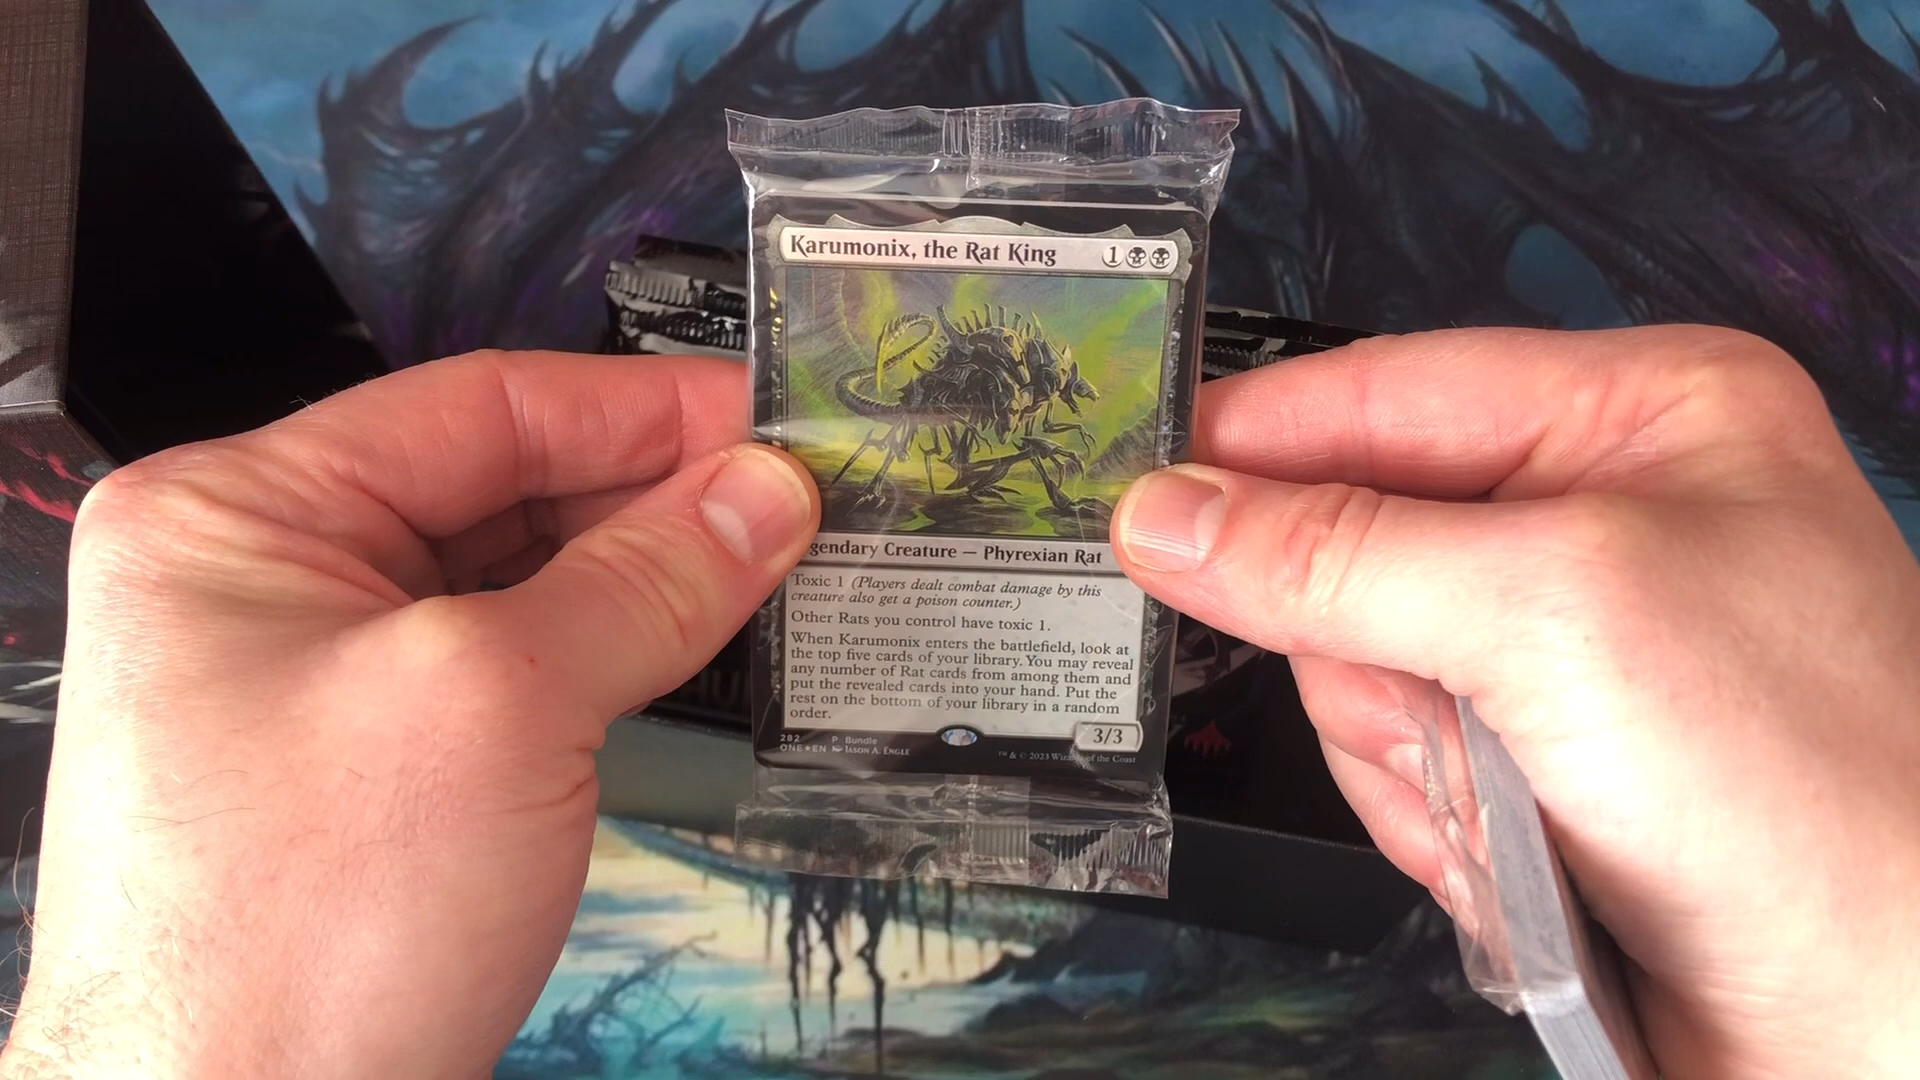 Karumonix, the Rat King 1
gendary Creature — Phyrexian Rat
Toxic 1 (Players dealt combat damage by this
creature also get a poison counter.)
Other Rats you control have toxic 1.
When Karumonix enters the battlefield, look at
the top five cards of your library. You may reveal
any number of Rat cards from among them and
put the revealed cards into your hand. Put the
rest on the bottom of your library in a random
order.
3/3
282 P Bundle
ONE★EN Jason A. Engle
™ & © 2023 Wizards of the Coast